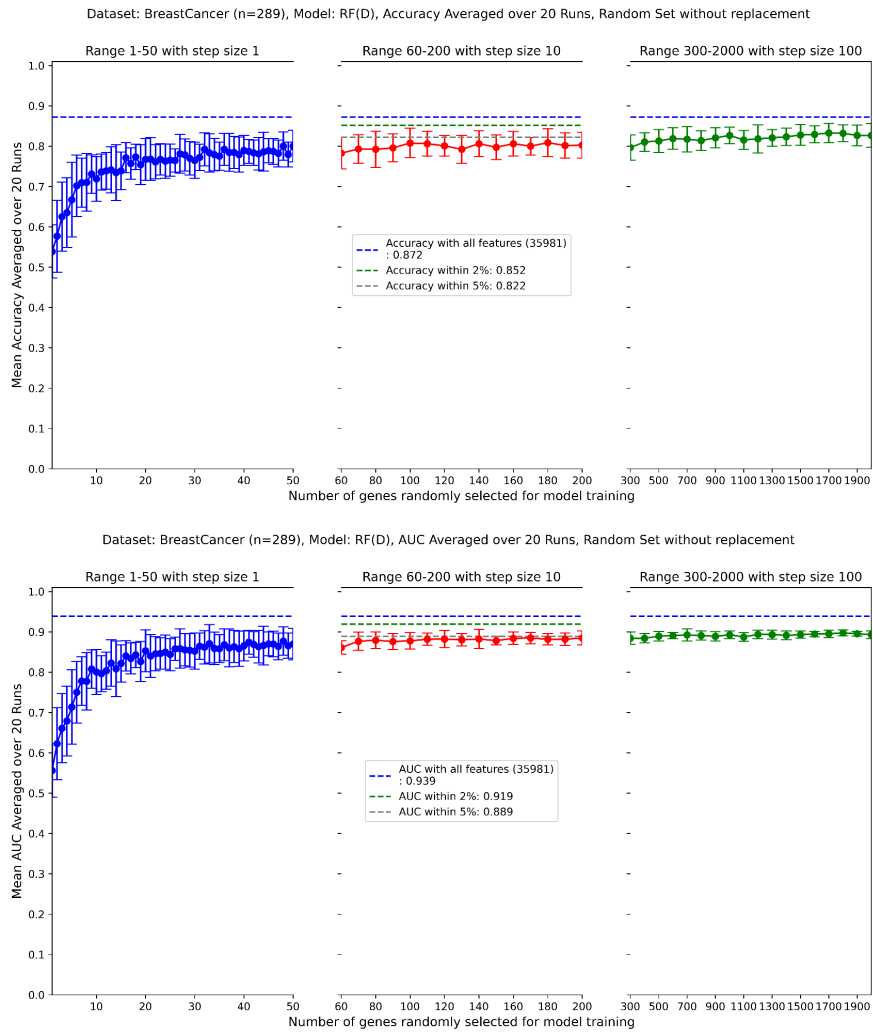 Dataset: BreastCancer (n=289), Model: RF(D), Accuracy Averaged over 20 Runs, Random Set without replacement
Range 1-50 with step size 1
Range 60-200 with step size 10
Range 300-2000 with step size 100
Mean Accuracy Averaged over 20 Runs
1.0
0.9
0.8
0.7
0.6
0.5
0.4
0.3
0.2
0.1
0.0
Accuracy with all features (35981)
: 0.872
Accuracy within 2%: 0.852
Accuracy within 5%: 0.822
10 20 30 40 50
60 80 100 120 140 160 180 200
300 500 700 900 1100 1300 1500 1700 1900
Number of genes randomly selected for model training
Dataset: BreastCancer (n=289), Model: RF(D), AUC Averaged over 20 Runs, Random Set without replacement
Range 1-50 with step size 1
Range 60-200 with step size 10
Range 300-2000 with step size 100
Mean AUC Averaged over 20 Runs
1.0
0.9
0.8
0.7
0.6
0.5
0.4
0.3
0.2
0.1
0.0
AUC with all features (35981)
: 0.939
AUC within 2%: 0.919
AUC within 5%: 0.889
10 20 30 40 50
60 80 100 120 140 160 180 200
300 500 700 900 1100 1300 1500 1700 1900
Number of genes randomly selected for model training